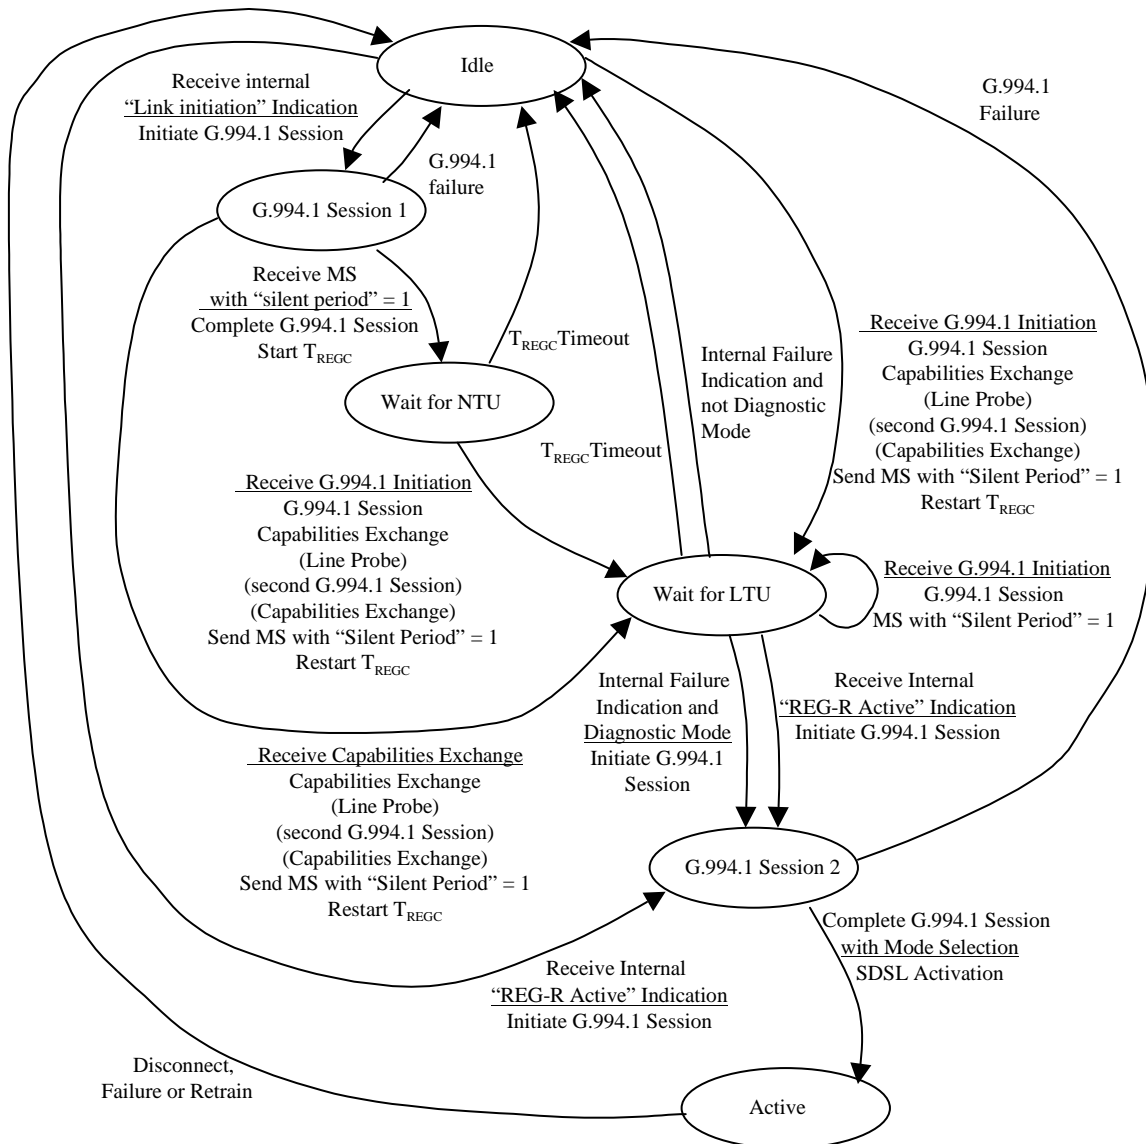 Idle
Receive internal
“Link initiation” Indication
Initiate G.994.1 Session
G.994.1
Failure
G.994.1
failure
G.994.1 Session 1
Receive MS
with “silent period” = 1
Complete G.994.1 Session
Start TREGC
TREGCTimeout
Wait for NTU
TREGCTimeout
Internal Failure
Indication and
not Diagnostic
Mode
Receive G.994.1 Initiation
G.994.1 Session
Capabilities Exchange
(Line Probe)
(second G.994.1 Session)
(Capabilities Exchange)
Send MS with “Silent Period” = 1
Restart TREGC
Receive G.994.1 Initiation
G.994.1 Session
Capabilities Exchange
(Line Probe)
(second G.994.1 Session)
(Capabilities Exchange)
Send MS with “Silent Period” = 1
Restart TREGC
Wait for LTU
Receive G.994.1 Initiation
G.994.1 Session
MS with “Silent Period” = 1
Internal Failure
Indication and
Diagnostic Mode
Initiate G.994.1
Session
Receive Internal
“REG-R Active” Indication
Initiate G.994.1 Session
Receive Capabilities Exchange
Capabilities Exchange
(Line Probe)
(second G.994.1 Session)
(Capabilities Exchange)
Send MS with “Silent Period” = 1
Restart TREGC
G.994.1 Session 2
Complete G.994.1 Session
with Mode Selection
SDSL Activation
Receive Internal
“REG-R Active” Indication
Initiate G.994.1 Session
Disconnect,
Failure or Retrain
Active